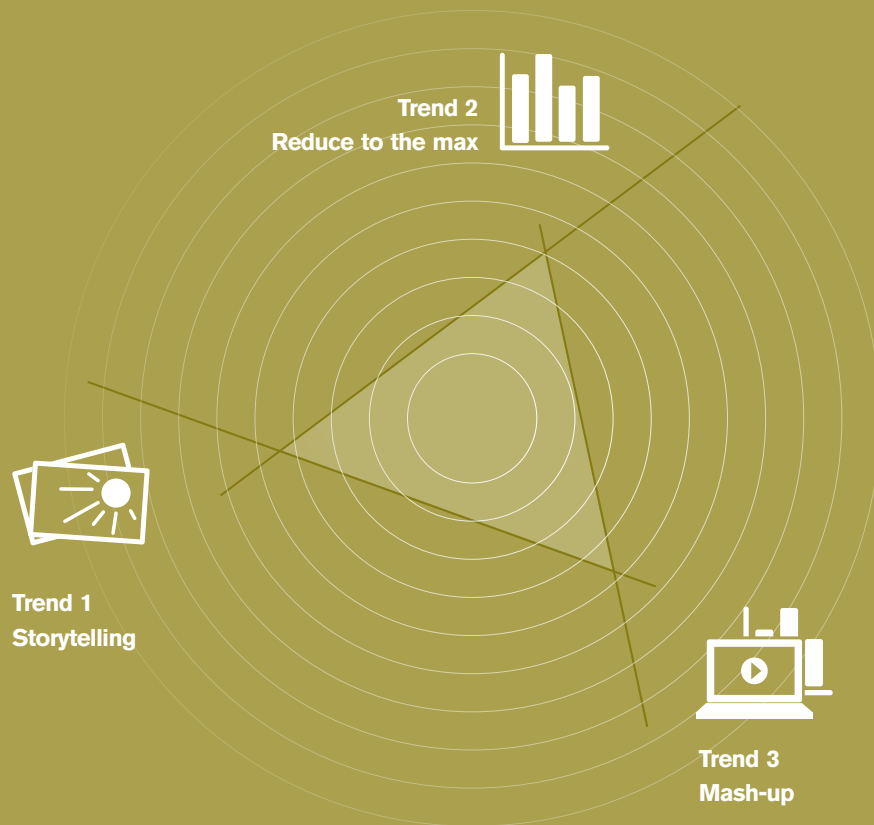 Trend 2
Reduce to the max
Trend 1
Storytelling
Trend 3
Mash-up